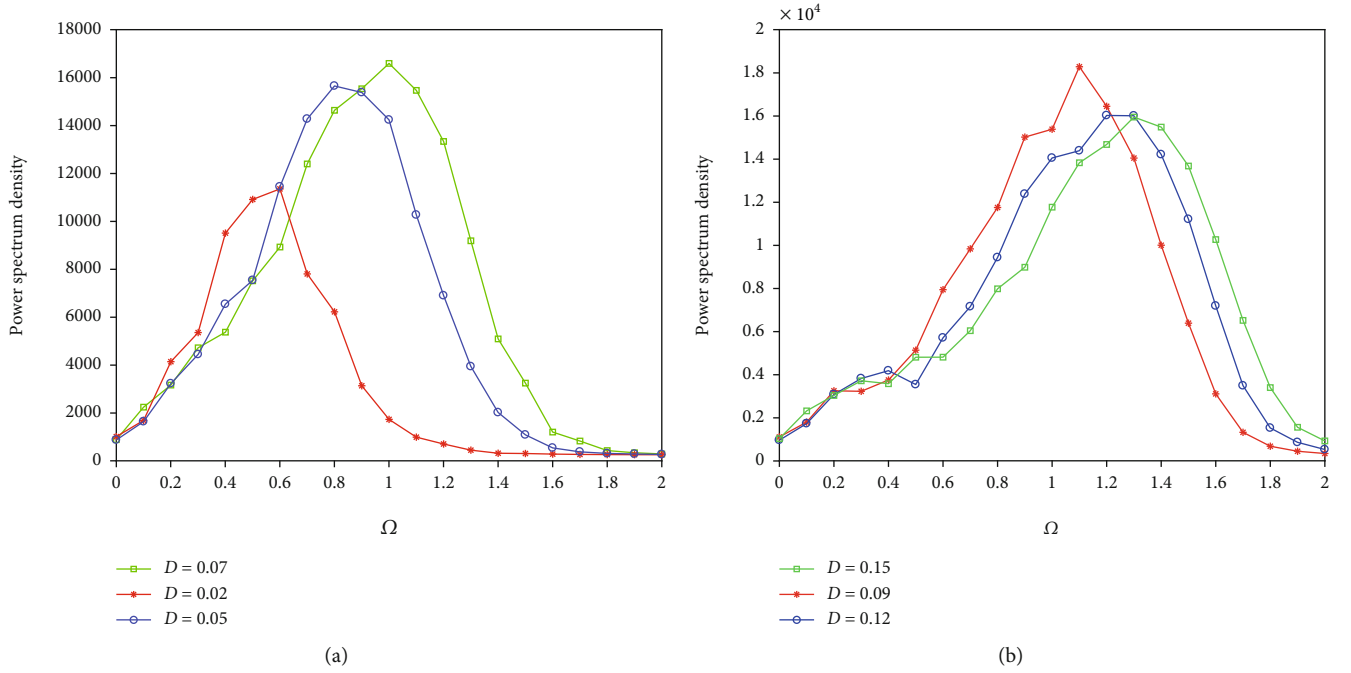 18000
16000
14000
12000
10000
8000
6000
4000
2000
0
Power spectrum density
0 0.2 0.4 0.6 0.8 1 1.2 1.4 1.6 1.8 2
Ω
D = 0.07
D = 0.02
D = 0.05
(a)
× 10⁴
2
1.8
1.6
1.4
1.2
1
0.8
0.6
0.4
0.2
0
Power spectrum density
0 0.2 0.4 0.6 0.8 1 1.2 1.4 1.6 1.8 2
Ω
D = 0.15
D = 0.09
D = 0.12
(b)